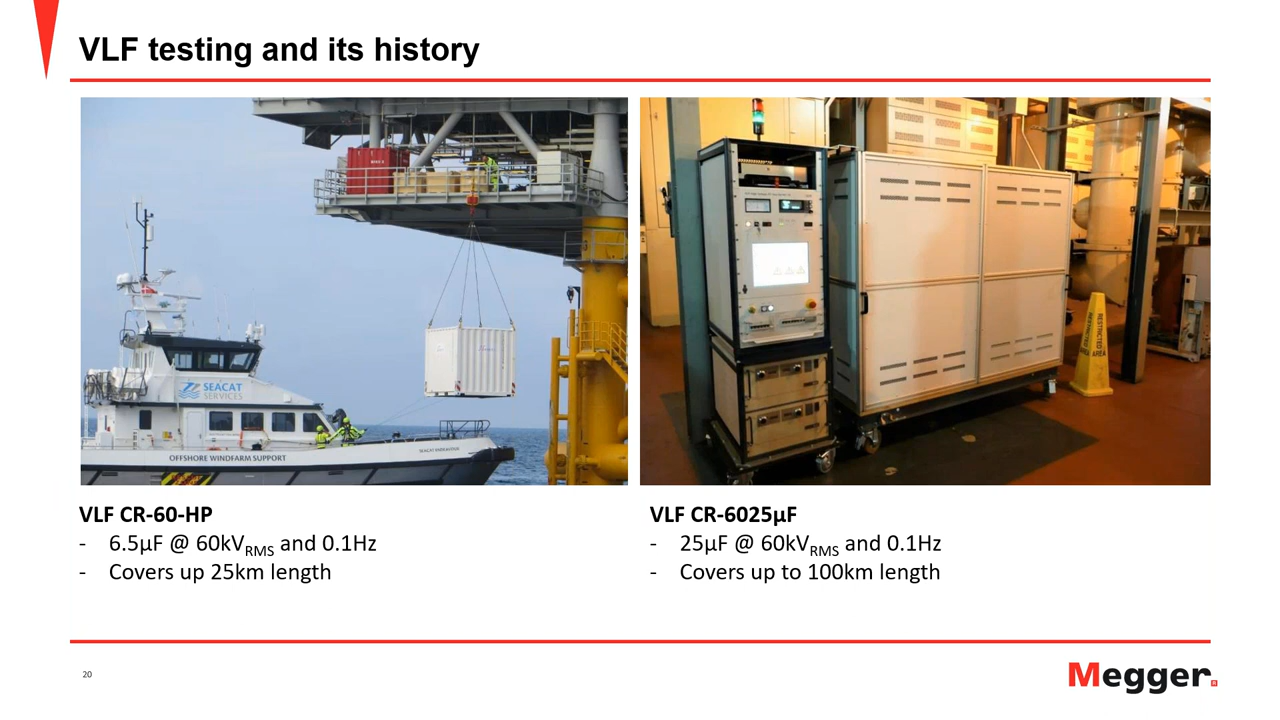 VLF testing and its history
SEACAT
SERVICES
OFFSHORE WINDFARM SUPPORT
RESTRICTED
AREA
VLF CR-60-HP
- 6.5µF @ 60kVRMS and 0.1Hz
- Covers up 25km length
VLF CR-6025µF
- 25µF @ 60kVRMS and 0.1Hz
- Covers up to 100km length
20
Megger